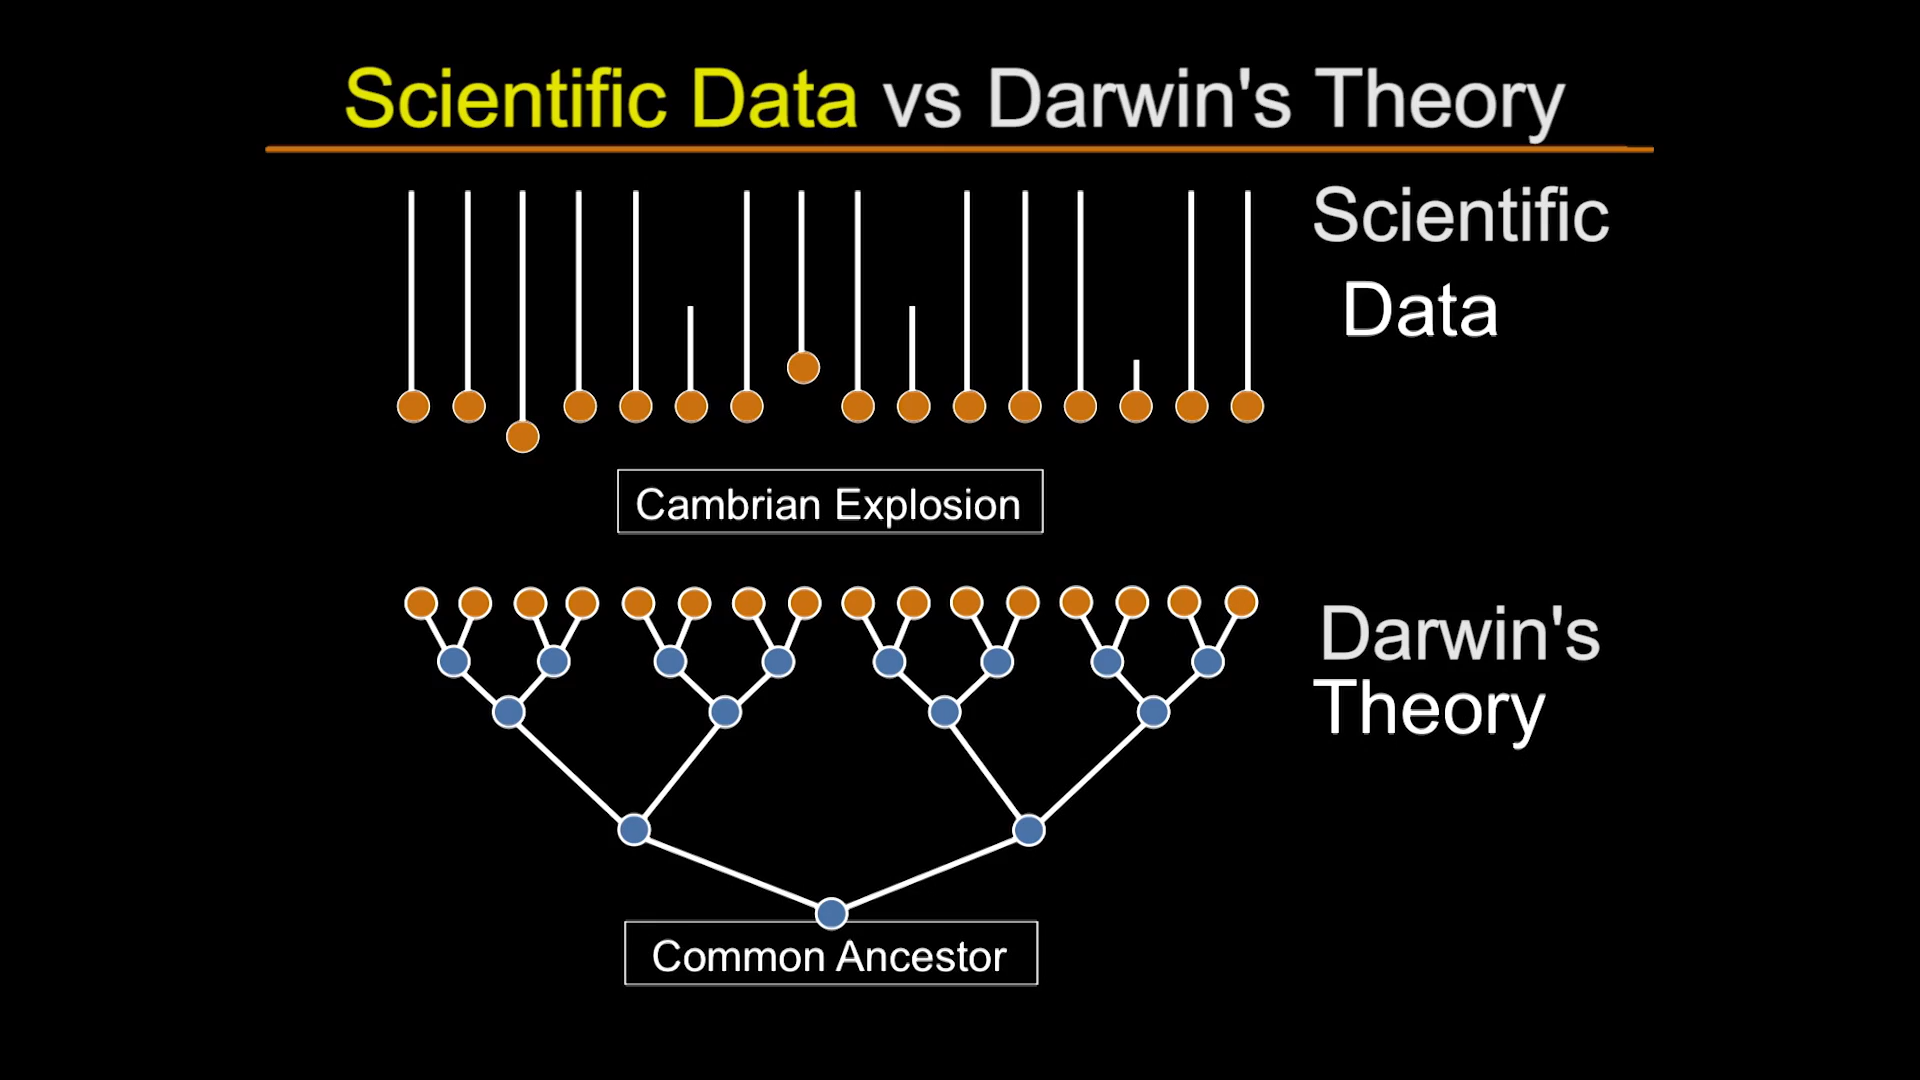 Scientific Data vs Darwin's Theory
Scientific
Data
Cambrian Explosion
Darwin's
Theory
Common Ancestor